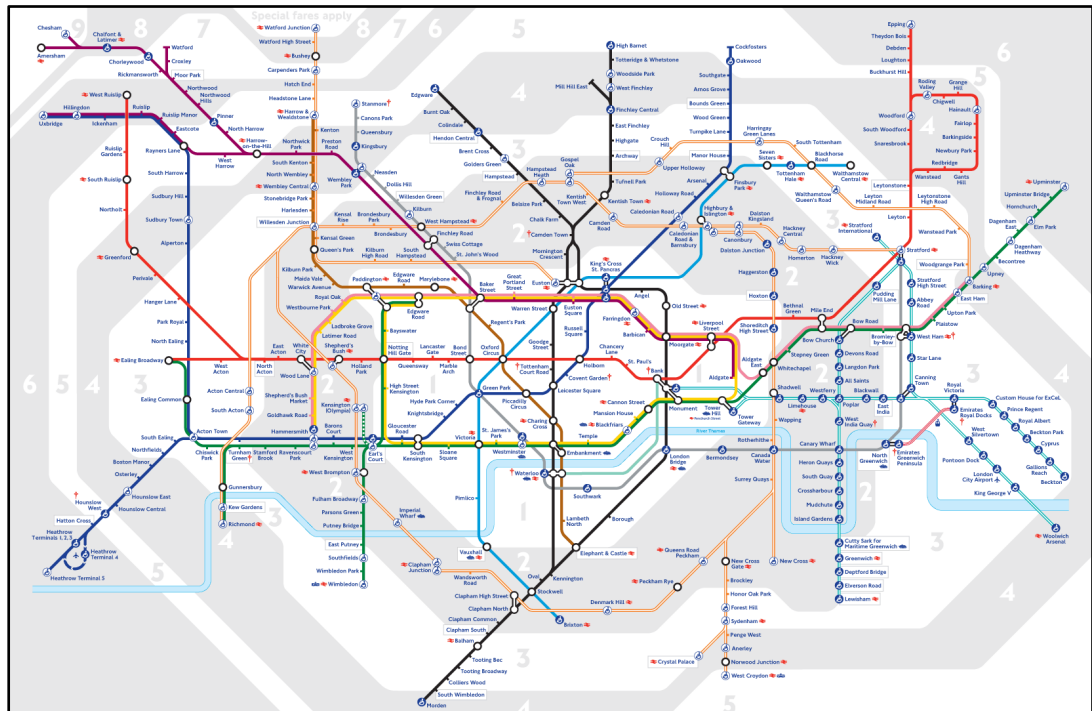 Special fares apply
9
8
7
8
7
6
5
6
5
4
Chesham
Chalfont &
Latimer
Amersham
Chorleywood
Rickmansworth
Watford
Croxley
Moor Park
Northwood
Northwood
Hills
Pinner
North Harrow
Harrow-
on-the-Hill
Northwick
Park
Preston
Road
Wembley
Park
West Ruislip
Hillingdon
Ruislip
Ruislip Manor
Eastcote
Uxbridge
Ickenham
Rayners Lane
West
Harrow
Ruislip
Gardens
South Ruislip
Northolt
Greenford
Perivale
Hanger Lane
South Harrow
Sudbury Hill
Sudbury Town
Alperton
Park Royal
North Ealing
Ealing Broadway
Ealing Common
West
Acton
North
Acton
East
Acton
White
City
Watford Junction
Watford High Street
Bushey
Carpenders Park
Hatch End
Headstone Lane
Harrow &
Wealdstone
Kenton
South Kenton
North Wembley
Wembley Central
Stonebridge Park
Harlesden
Willesden Junction
Kensal Green
Queen's Park
Kilburn Park
Maida Vale
Warwick Avenue
Stanmore
Canons Park
Queensbury
Kingsbury
Neasden
Dollis Hill
Willesden Green
Kilburn
West Hampstead
Finchley Road
Swiss Cottage
St. John's Wood
Kensal
Rise
Brondesbury
Park
Brondesbury
Kilburn
High Road
South
Hampstead
Finchley Road
& Frognal
Edgware
Burnt Oak
Colindale
Hendon Central
Brent Cross
Golders Green
Hampstead
Belsize Park
Chalk Farm
Camden Town
Mornington
Crescent
High Barnet
Totteridge & Whetstone
Woodside Park
Mill Hill East
West Finchley
Finchley Central
East Finchley
Highgate
Archway
Tufnell Park
Kentish Town
Hampstead
Heath
Gospel
Oak
Kentish
Town West
Camden
Road
Crouch
Hill
Upper Holloway
Cockfosters
Oakwood
Southgate
Arnos Grove
Bounds Green
Wood Green
Turnpike Lane
Manor House
Arsenal
Holloway Road
Caledonian Road
Finsbury
Park
Harringay
Green Lanes
Seven
Sisters
South Tottenham
Blackhorse
Road
Tottenham
Hale
Walthamstow
Central
Walthamstow
Queen's Road
Highbury &
Islington
Caledonian
Road &
Barnsbury
Canonbury
Dalston
Kingsland
Dalston Junction
Hackney
Central
Homerton
Hackney
Wick
Haggerston
Hoxton
Shoreditch
High Street
Epping
Theydon Bois
Debden
Loughton
Buckhurst Hill
Roding
Valley
Grange
Hill
Chigwell
Hainault
Woodford
Fairlop
South Woodford
Barkingside
Snaresbrook
Newbury Park
Redbridge
Wanstead
Gants
Hill
Leytonstone
Leyton
Midland Road
Leytonstone
High Road
Leyton
Wanstead Park
Woodgrange Park
Upminster
Upminster Bridge
Hornchurch
Elm Park
Dagenham
East
Dagenham
Heathway
Becontree
Upney
Barking
East Ham
Upton Park
Plaistow
Stratford
International
Stratford
Stratford
High Street
Abbey
Road
Pudding
Mill Lane
West Ham
Star Lane
Bromley-
by-Bow
Bow Road
Bow Church
Mile End
Bethnal
Green
Stepney Green
Whitechapel
Devons Road
Langdon Park
All Saints
Canning
Town
Paddington
Edgware
Road
Marylebone
Baker
Street
Great
Portland
Street
Euston
King's Cross
St. Pancras
Angel
Old Street
Royal Oak
Westbourne Park
Ladbroke Grove
Latimer Road
Edgware
Road
Bayswater
Notting
Hill Gate
Queensway
Lancaster
Gate
Marble
Arch
Bond
Street
Oxford
Circus
Regent's Park
Warren Street
Euston
Square
Russell
Square
Goodge
Street
Tottenham
Court Road
Holborn
Chancery
Lane
Farringdon
Barbican
Moorgate
Liverpool
Street
St. Paul's
Bank
Aldgate
Aldgate
East
Covent Garden
Leicester Square
Piccadilly
Circus
Green Park
Hyde Park Corner
Knightsbridge
High Street
Kensington
Shepherd's
Bush
Holland
Park
Wood Lane
Shepherd's
Bush Market
Goldhawk Road
Hammersmith
Kensington
(Olympia)
Barons
Court
Gloucester
Road
Earl's
Court
South
Kensington
Sloane
Square
Victoria
St. James's
Park
Westminster
Charing
Cross
Embankment
Temple
Blackfriars
Mansion House
Cannon Street
Monument
Tower
Hill
Fenchurch Street
Tower
Gateway
River Thames
Shadwell
Limehouse
Westferry
Poplar
Blackwall
East
India
Wapping
Rotherhithe
Canada
Water
Surrey Quays
Bermondsey
London
Bridge
Southwark
Waterloo
Lambeth
North
Borough
Elephant & Castle
Kennington
Pimlico
Vauxhall
Oval
Stockwell
Brixton
Acton Central
South Acton
Acton Town
South Ealing
Northfields
Boston Manor
Osterley
Hounslow East
Hounslow Central
Hounslow
West
Hatton Cross
Heathrow
Terminals 1, 2, 3
Heathrow
Terminal 4
Heathrow Terminal 5
Chiswick
Park
Turnham
Green
Stamford
Brook
Ravenscourt
Park
West
Kensington
Gunnersbury
Kew Gardens
Richmond
West Brompton
Fulham Broadway
Parsons Green
Putney Bridge
East Putney
Southfields
Wimbledon Park
Wimbledon
Imperial
Wharf
Clapham
Junction
Wandsworth
Road
Clapham High Street
Clapham North
Clapham Common
Clapham South
Balham
Tooting Bec
Tooting Broadway
Colliers Wood
South Wimbledon
Morden
Denmark Hill
Peckham Rye
Queens Road
Peckham
New Cross
Gate
New Cross
Brockley
Honor Oak Park
Forest Hill
Sydenham
Penge West
Anerley
Norwood Junction
Crystal Palace
West Croydon
West
India Quay
Canary Wharf
Heron Quays
South Quay
Crossharbour
Mudchute
Island Gardens
Cutty Sark for
Maritime Greenwich
Greenwich
Deptford Bridge
Elverson Road
Lewisham
North
Greenwich
Emirates
Greenwich
Peninsula
Royal
Victoria
Emirates
Royal Docks
Custom House for ExCeL
Prince Regent
Royal Albert
Beckton Park
Cyprus
Gallions
Reach
Beckton
West
Silvertown
Pontoon Dock
London
City Airport
King George V
Woolwich
Arsenal
6
5
4
3
2
1
2
3
4
5